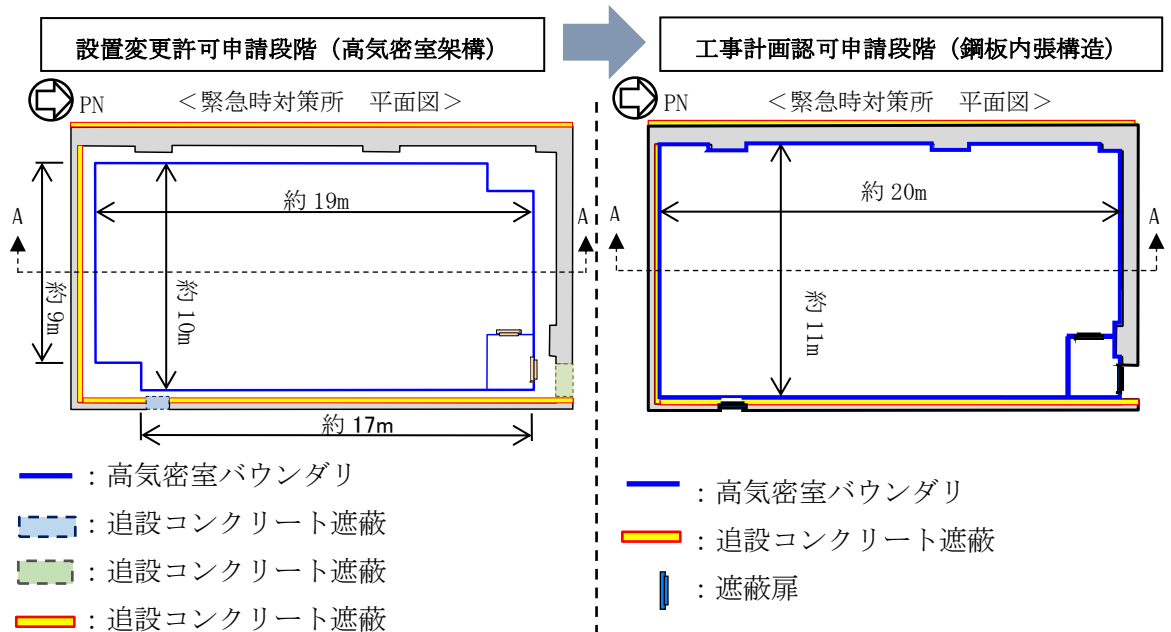 設置変更許可申請段階（高気密室架構）
工事計画認可申請段階（鋼板内張構造）
PN
＜緊急時対策所　平面図＞
約 19m
A
A
約 9m
約 10m
約 17m
：高気密室バウンダリ
：追設コンクリート遮蔽
：追設コンクリート遮蔽
：追設コンクリート遮蔽
PN
＜緊急時対策所　平面図＞
約 20m
A
A
約 11m
：高気密室バウンダリ
：追設コンクリート遮蔽
：遮蔽扉